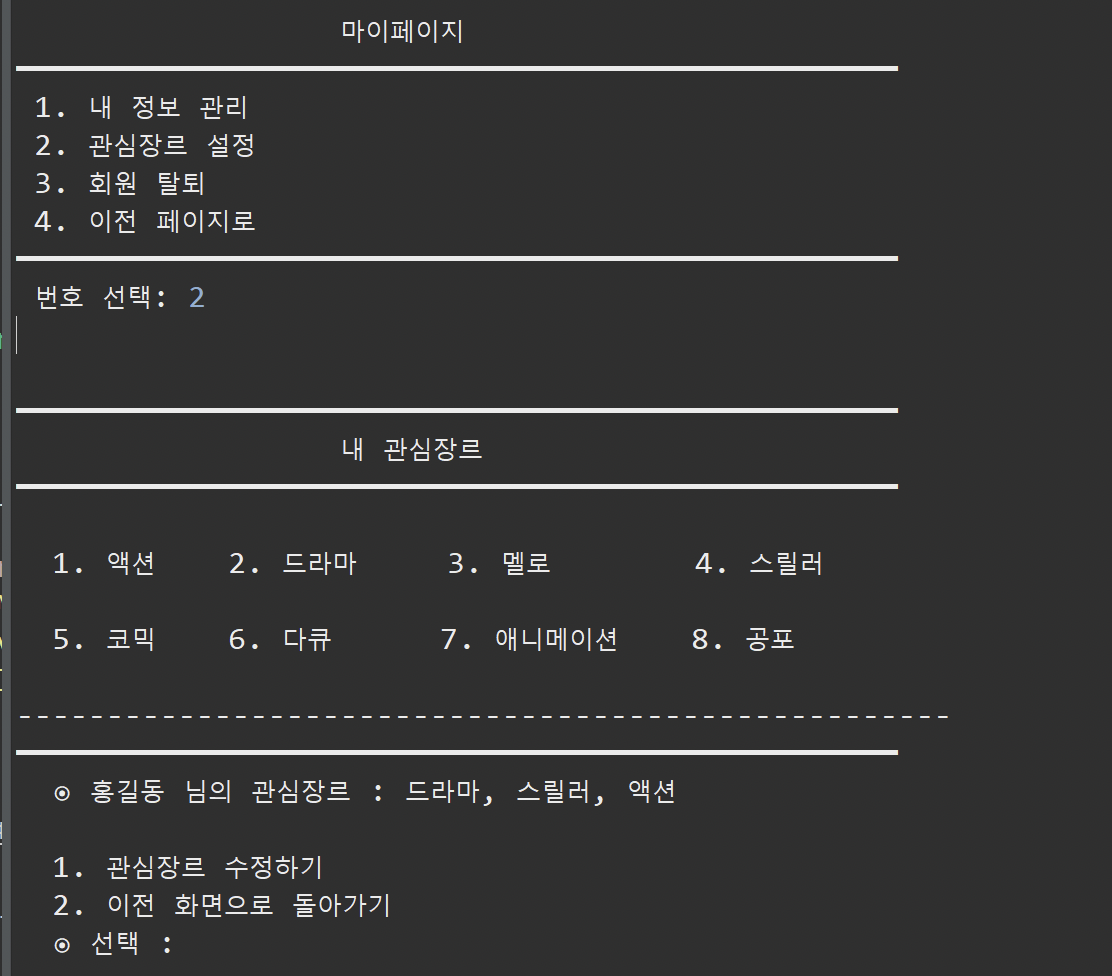 마이페이지
1. 내 정보 관리
2. 관심장르 설정
3. 회원 탈퇴
4. 이전 페이지로
번호 선택: 2
내 관심장르
1. 액션 2. 드라마 3. 멜로 4. 스릴러
5. 코믹 6. 다큐 7. 애니메이션 8. 공포
----------------------------------------------------
⊙ 홍길동 님의 관심장르 : 드라마, 스릴러, 액션
1. 관심장르 수정하기
2. 이전 화면으로 돌아가기
⊙ 선택 :